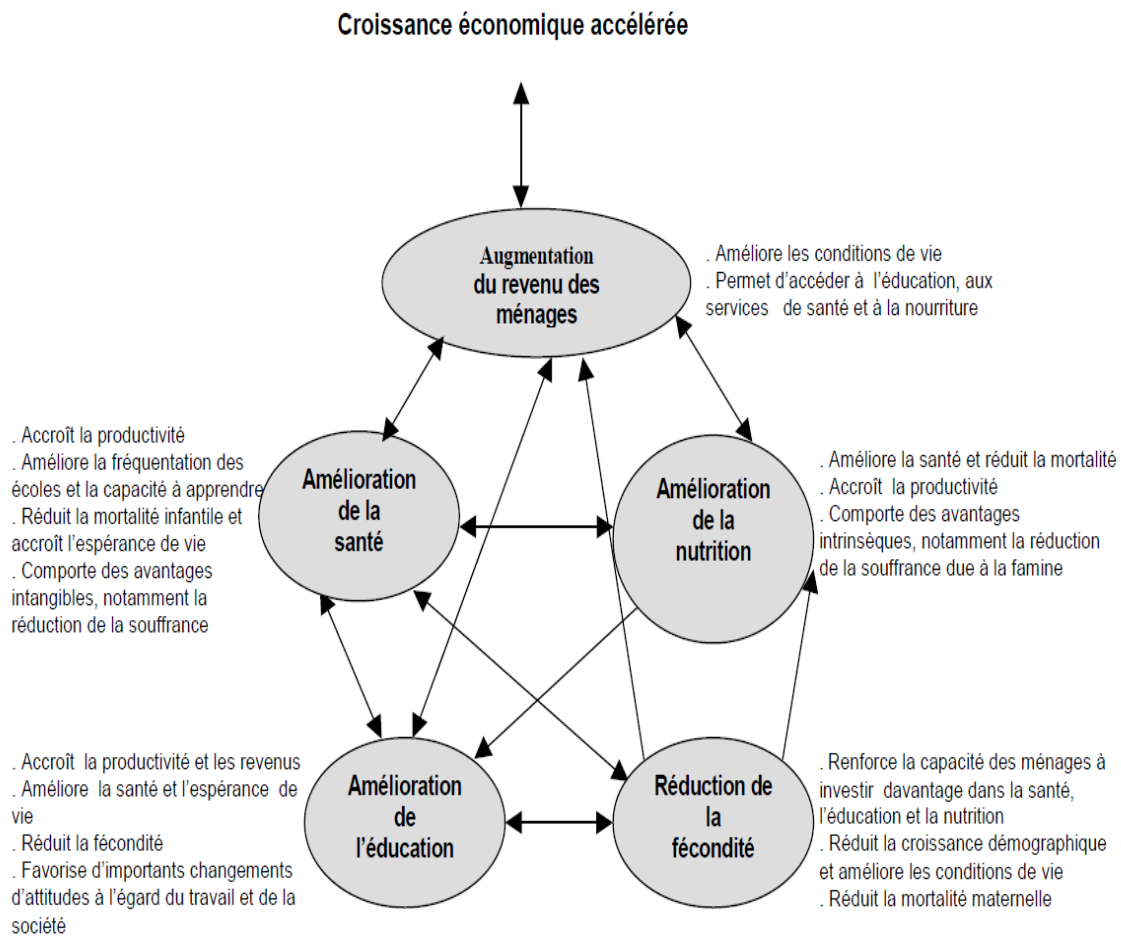 Croissance économique accélérée
Augmentation
du revenu des
ménages
. Améliore les conditions de vie
. Permet d’accéder à l’éducation, aux
services de santé et à la nourriture
. Accroît la productivité
. Améliore la fréquentation des
écoles et la capacité à apprendre
. Réduit la mortalité infantile et
accroît l’espérance de vie
. Comporte des avantages
intangibles, notamment la
réduction de la souffrance
Amélioration
de la
santé
Amélioration
de la
nutrition
. Améliore la santé et réduit la mortalité
. Accroît la productivité
. Comporte des avantages
intrinsèques, notamment la réduction
de la souffrance due à la famine
. Accroît la productivité et les revenus
. Améliore la santé et l’espérance de
vie
. Réduit la fécondité
. Favorise d’importants changements
d’attitudes à l’égard du travail et de la
société
Amélioration
de
l’éducation
Réduction de
la
fécondité
. Renforce la capacité des ménages à
investir davantage dans la santé,
l’éducation et la nutrition
. Réduit la croissance démographique
et améliore les conditions de vie
. Réduit la mortalité maternelle